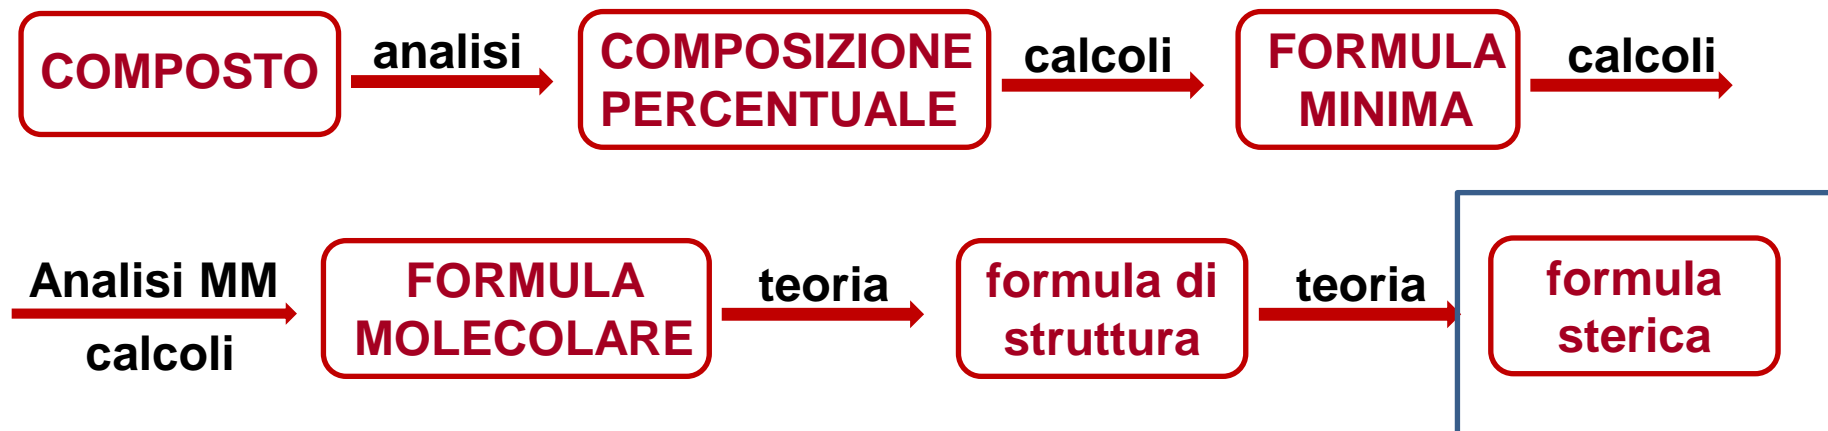 COMPOSTO
analisi
COMPOSIZIONE
PERCENTUALE
calcoli
FORMULA
MINIMA
calcoli
Analisi MM
calcoli
FORMULA
MOLECOLARE
teoria
formula di
struttura
teoria
formula
sterica